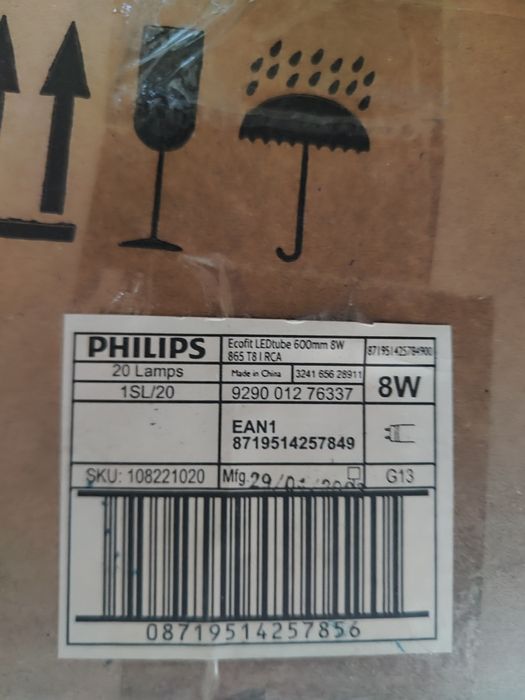 PHILIPS
Ecofit LEDtube 600mm 8W
865 T8 I RCA
871951425784900
20 Lamps
Made in China
3241 656 28911
8W
1SL/20
9290 012 76337
EAN1
8719514257849
SKU: 108221020
Mfg.
G13
08719514257856